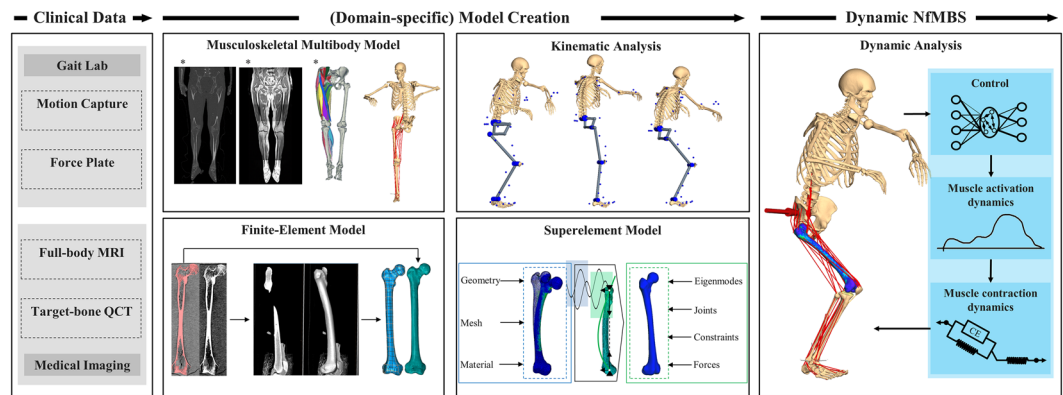 Clinical Data
(Domain-specific) Model Creation
Dynamic NfMBS
Gait Lab
Motion Capture
Force Plate
Full-body MRI
Target-bone QCT
Medical Imaging
Musculoskeletal Multibody Model
*
*
*
Kinematic Analysis
Finite-Element Model
Superelement Model
Geometry
Mesh
Material
Eigenmodes
Joints
Constraints
Forces
Dynamic Analysis
Control
Muscle activation
dynamics
Muscle contraction
dynamics
CE